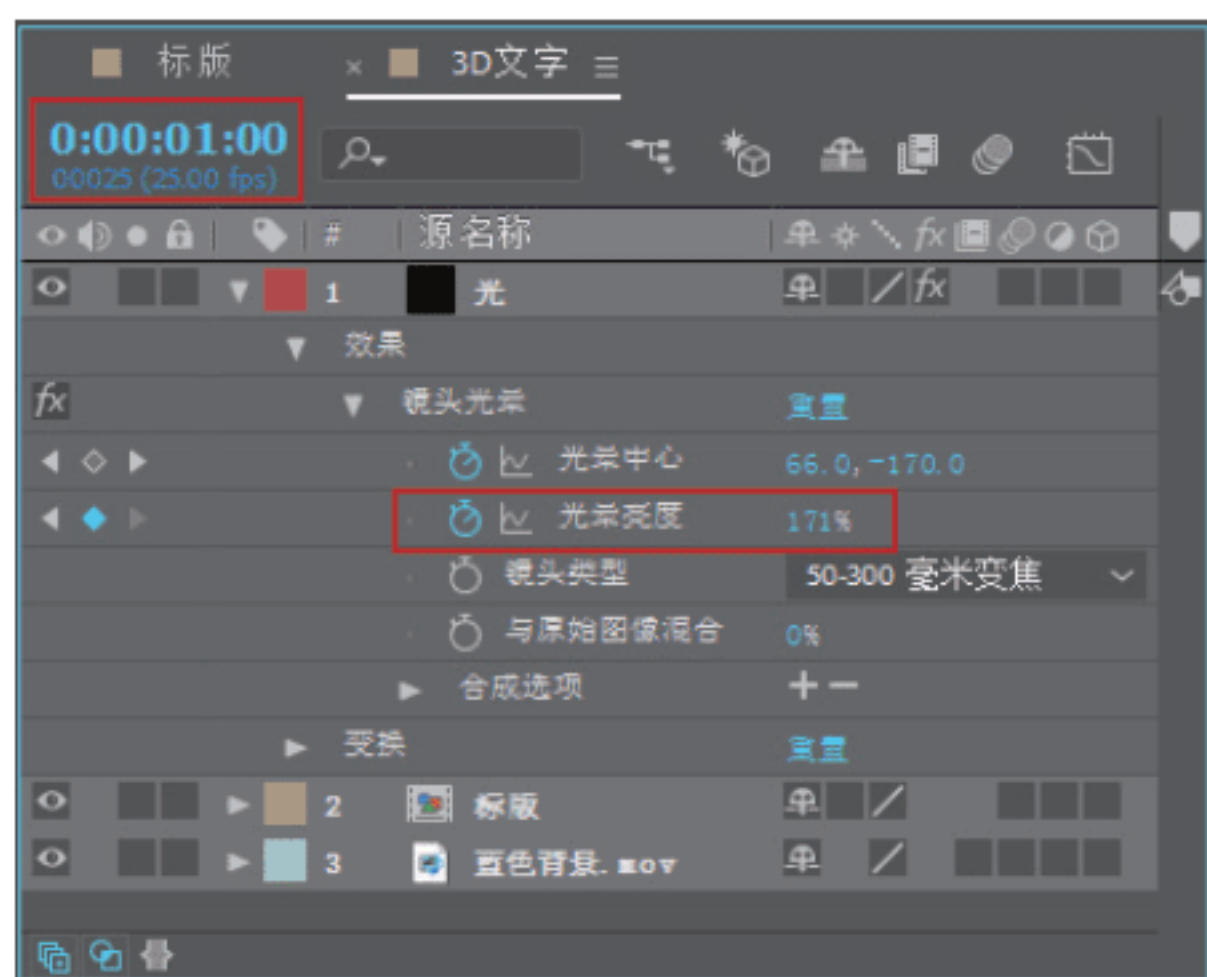 标版 × 3D文字
0:00:01:00
00025 (25.00 fps)
# 源名称 fx
1 光 fx
效果
fx 镜头光晕 重置
光晕中心 66.0,-170.0
光晕亮度 171%
镜头类型 50-300 毫米变焦
与原始图像混合 0%
合成选项 + −
变换 重置
2 标版
3 蓝色背景.mov